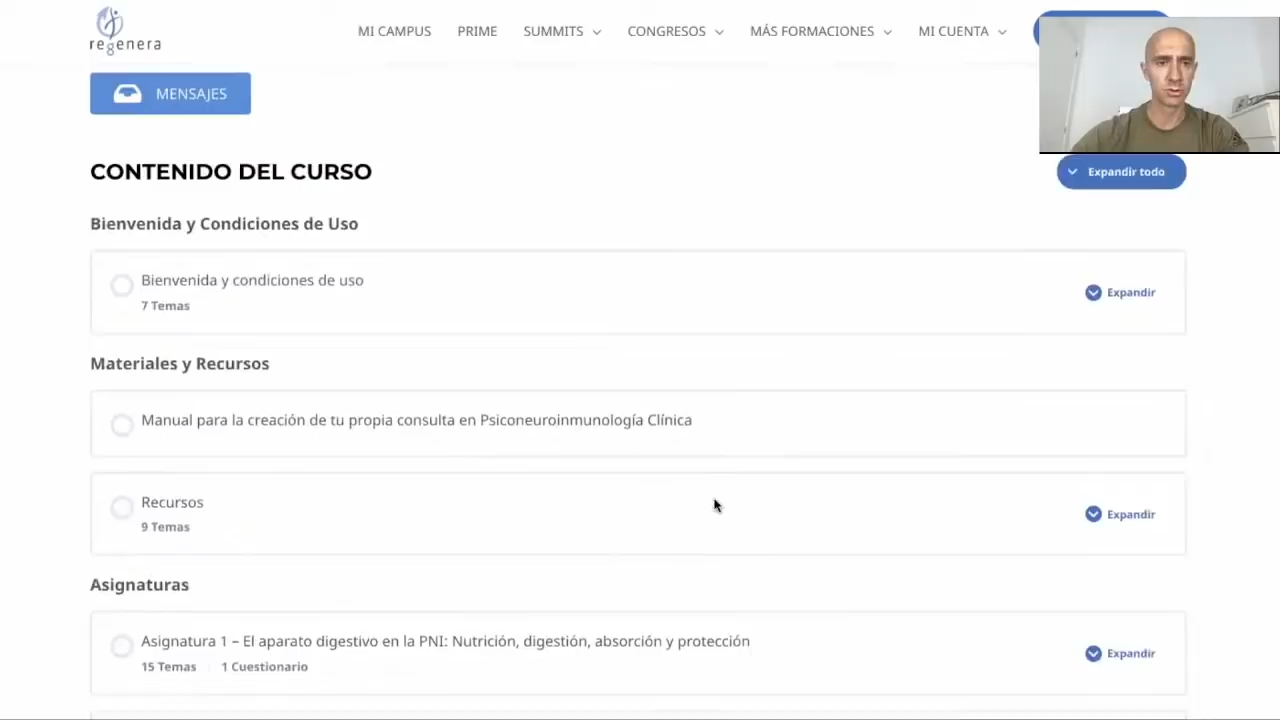 regenera
MI CAMPUS
PRIME
SUMMITS
CONGRESOS
MÁS FORMACIONES
MI CUENTA
MENSAJES
CONTENIDO DEL CURSO
Expandir todo
Bienvenida y Condiciones de Uso
Bienvenida y condiciones de uso
7 Temas
Expandir
Materiales y Recursos
Manual para la creación de tu propia consulta en Psiconeuroinmunología Clínica
Recursos
9 Temas
Expandir
Asignaturas
Asignatura 1 – El aparato digestivo en la PNI: Nutrición, digestión, absorción y protección
15 Temas
1 Cuestionario
Expandir